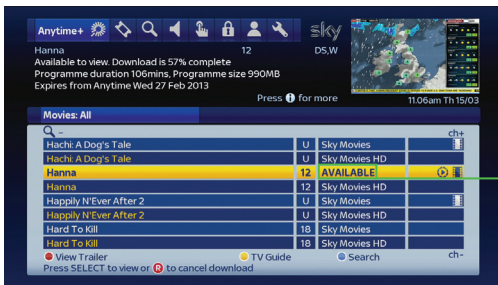 Anytime+ sky
Hanna 12 DS,W
Available to view. Download is 57% complete
Programme duration 106mins, Programme size 990MB
Expires from Anytime Wed 27 Feb 2013
Press i for more 11.06am Th 15/03
Movies: All
– ch+
Hachi: A Dog's Tale U Sky Movies
Hachi: A Dog's Tale U Sky Movies HD
Hanna 12 AVAILABLE
Hanna 12 Sky Movies HD
Happily N'Ever After 2 U Sky Movies
Happily N'Ever After 2 U Sky Movies HD
Hard To Kill 18 Sky Movies
Hard To Kill 18 Sky Movies HD
View Trailer TV Guide Search ch-
Press SELECT to view or R to cancel download